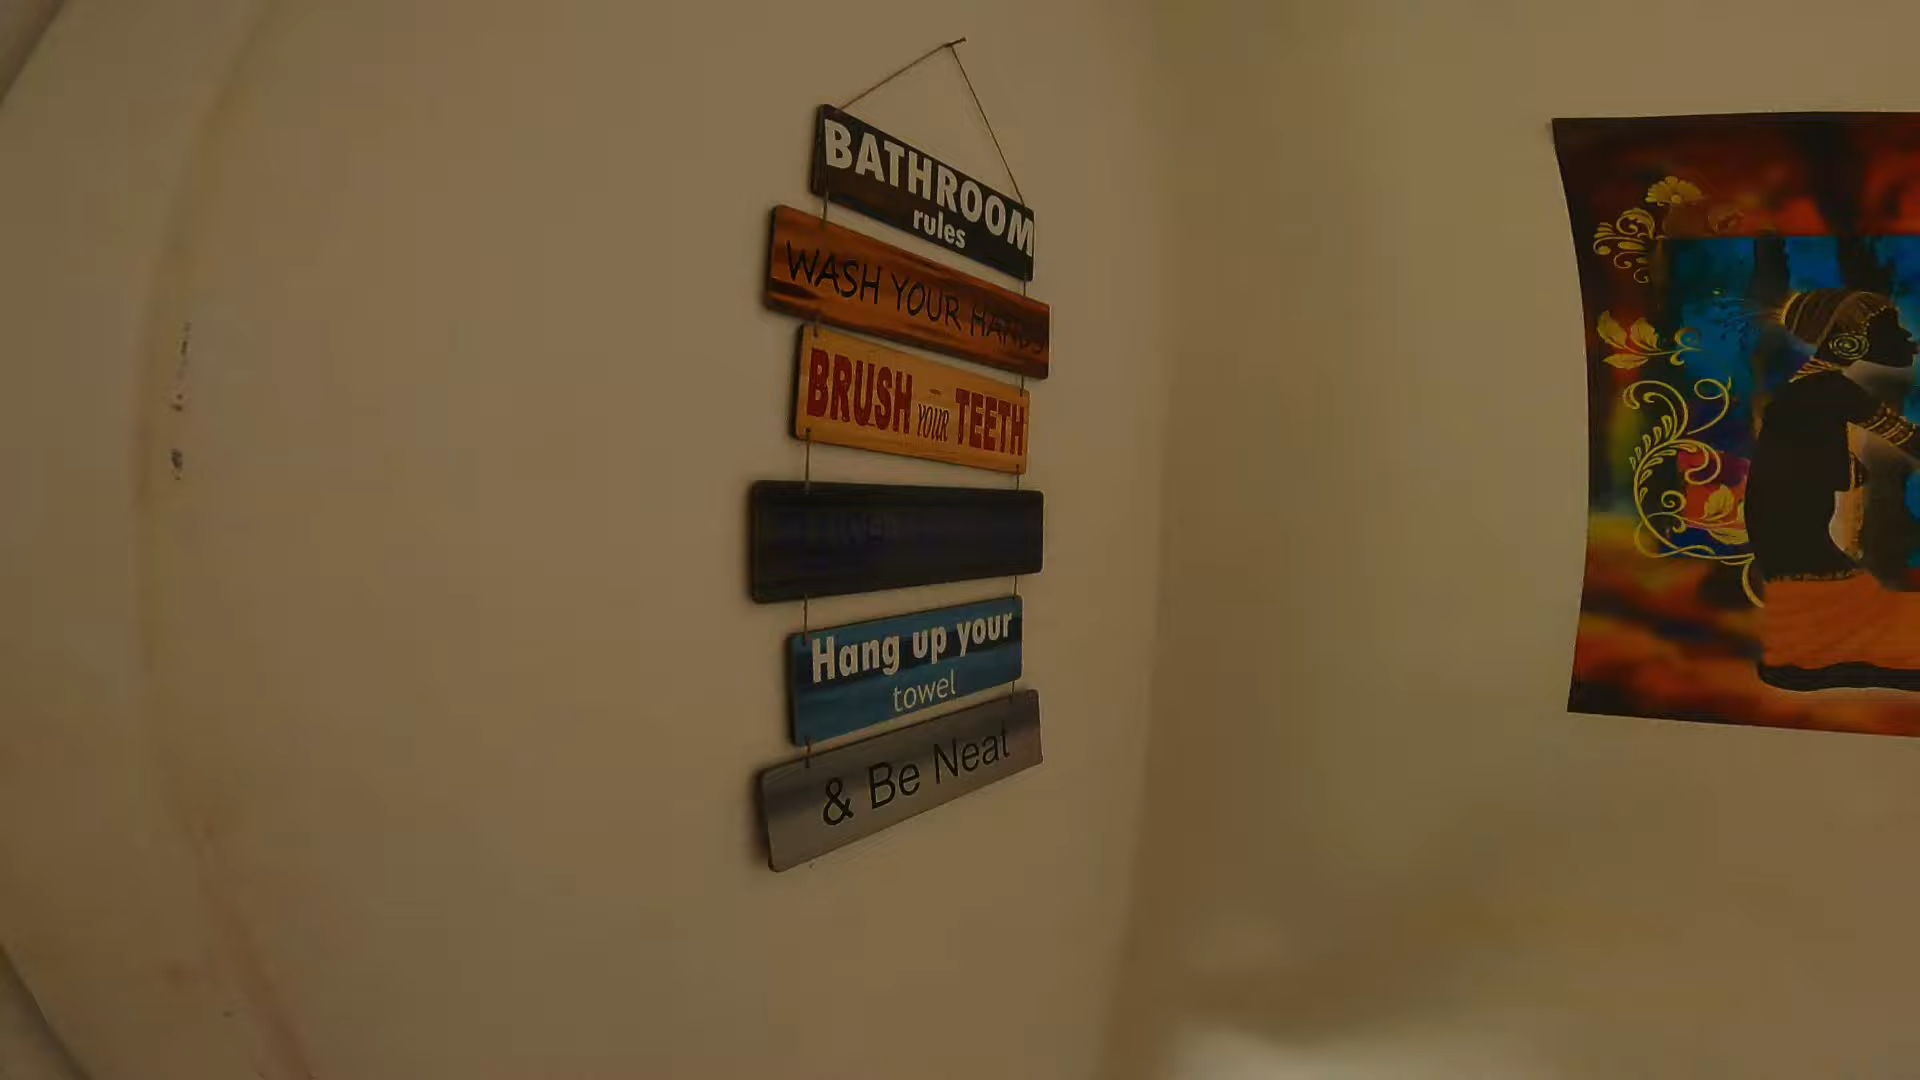 BATHROOM
rules
WASH YOUR HANDS
BRUSH YOUR TEETH
Hang up your
towel
& Be Neat